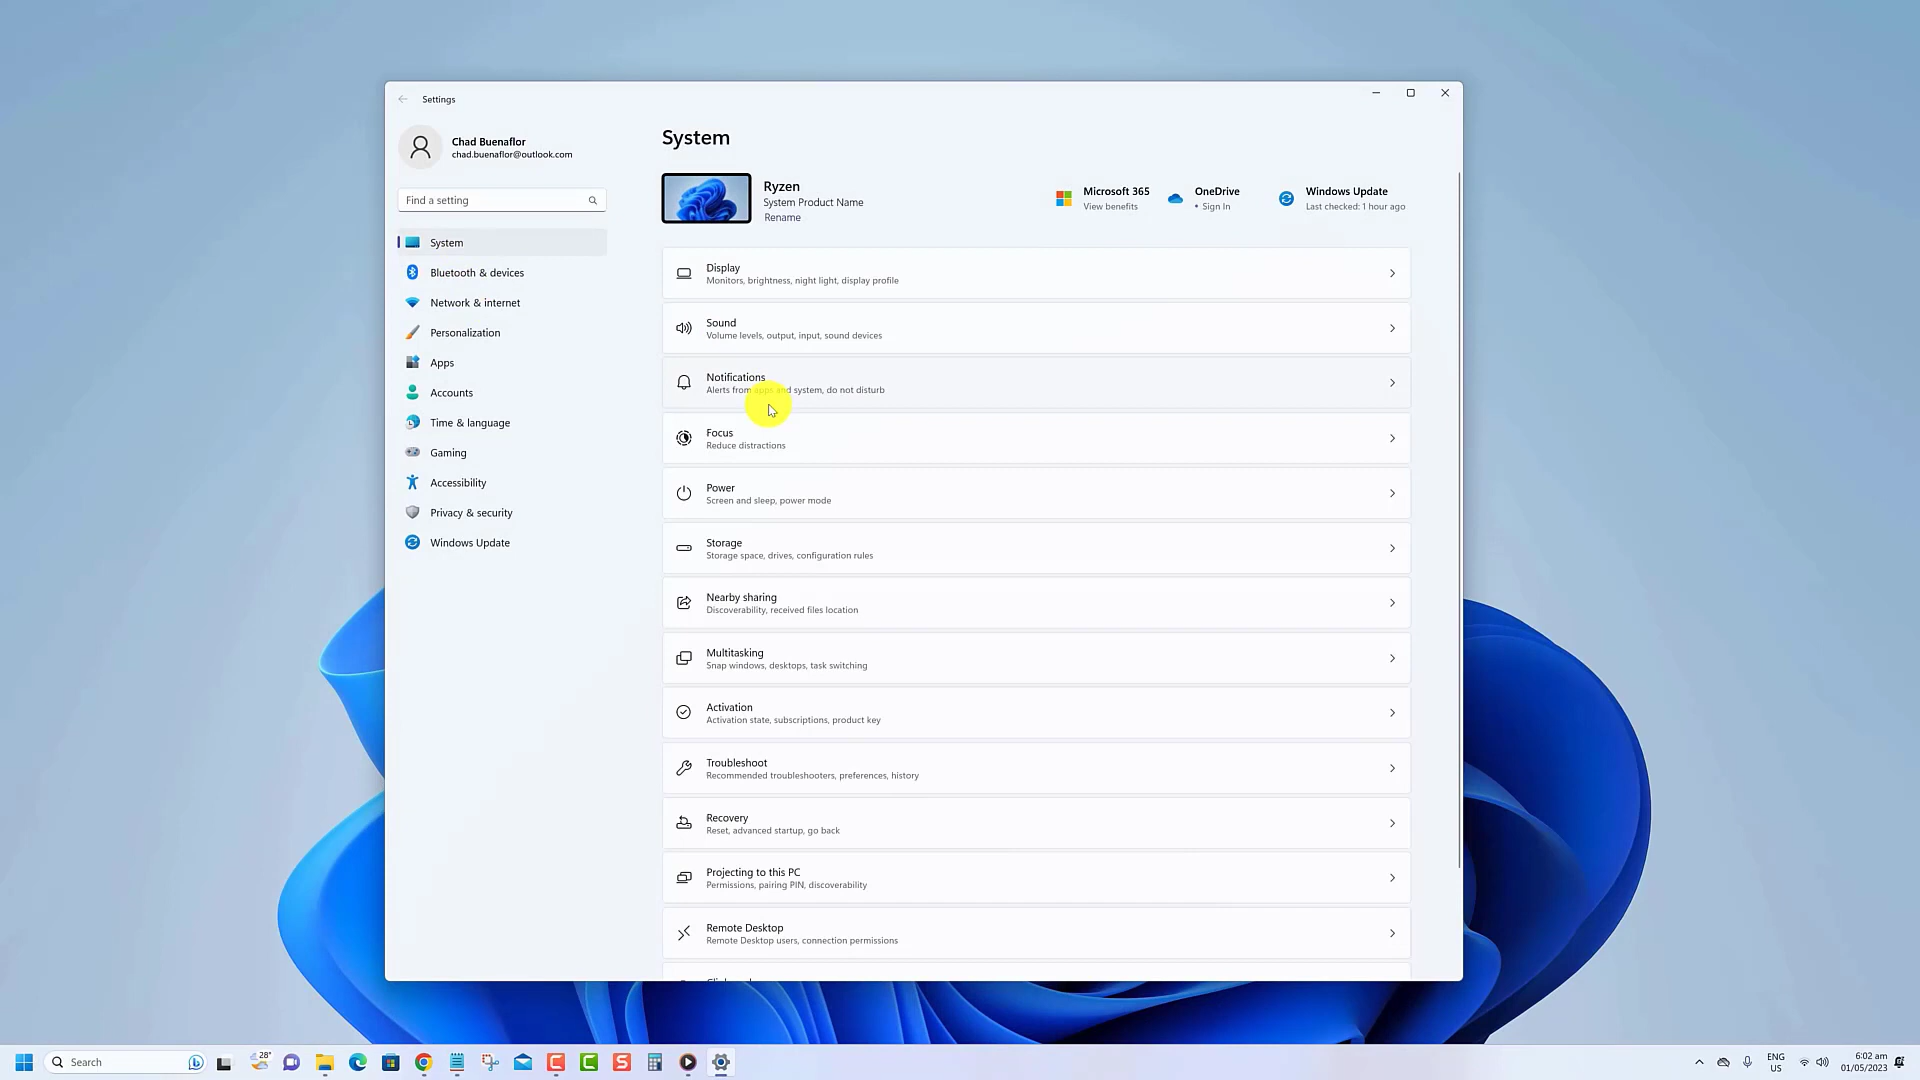 Settings
Chad Buenaflor
chad.buenaflor@outlook.com
Find a setting
System
Bluetooth & devices
Network & internet
Personalization
Apps
Accounts
Time & language
Gaming
Accessibility
Privacy & security
Windows Update
System
Ryzen
System Product Name
Rename
Microsoft 365
View benefits
OneDrive
• Sign In
Windows Update
Last checked: 1 hour ago
Display
Monitors, brightness, night light, display profile
Sound
Volume levels, output, input, sound devices
Notifications
Alerts from apps and system, do not disturb
Focus
Reduce distractions
Power
Screen and sleep, power mode
Storage
Storage space, drives, configuration rules
Nearby sharing
Discoverability, received files location
Multitasking
Snap windows, desktops, task switching
Activation
Activation state, subscriptions, product key
Troubleshoot
Recommended troubleshooters, preferences, history
Recovery
Reset, advanced startup, go back
Projecting to this PC
Permissions, pairing PIN, discoverability
Remote Desktop
Remote Desktop users, connection permissions
Search
28°
ENG
US
6:02 am
01/05/2023